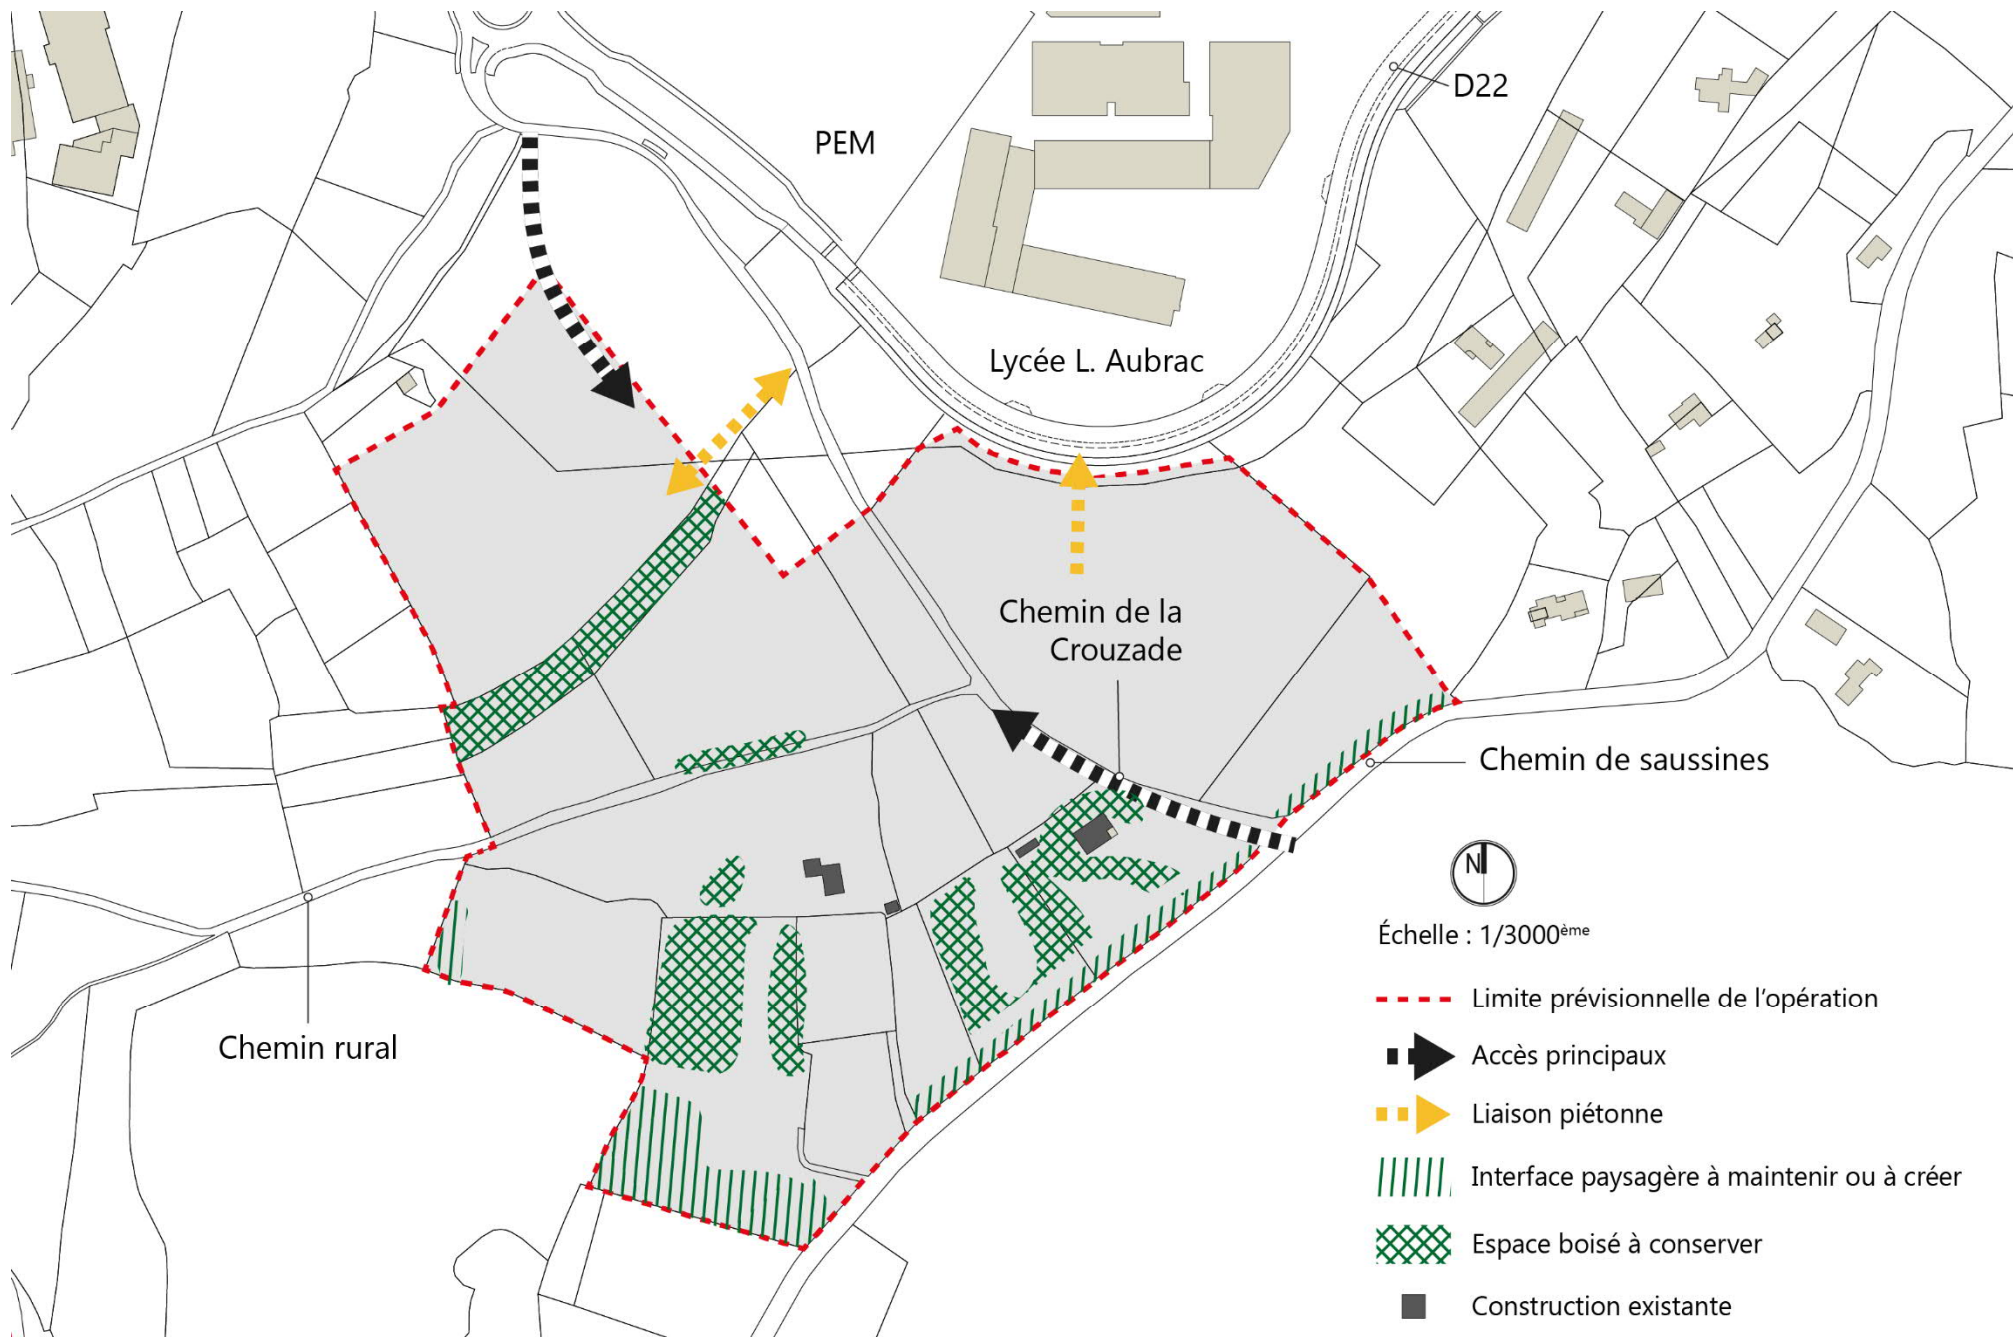 D22
PEM
Lycée L. Aubrac
Chemin de la
Crouzade
Chemin de saussines
Chemin rural
N
Échelle : 1/3000ème
Limite prévisionnelle de l'opération
Accès principaux
Liaison piétonne
Interface paysagère à maintenir ou à créer
Espace boisé à conserver
Construction existante